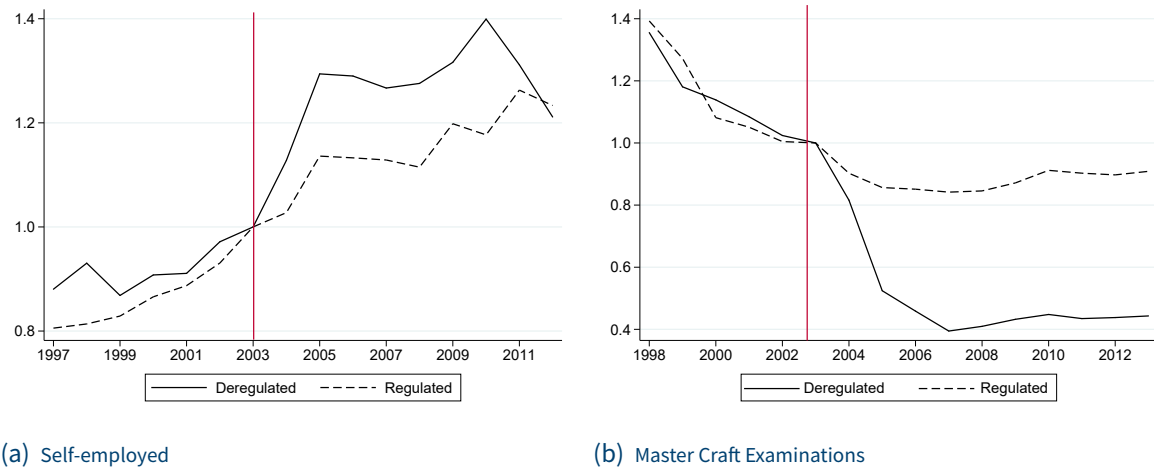 1.4
1.2
1.0
0.8
1997 1999 2001 2003 2005 2007 2009 2011
Deregulated Regulated
(a) Self-employed
1.4
1.2
1.0
0.8
0.6
0.4
1998 2000 2002 2004 2006 2008 2010 2012
Deregulated Regulated
(b) Master Craft Examinations